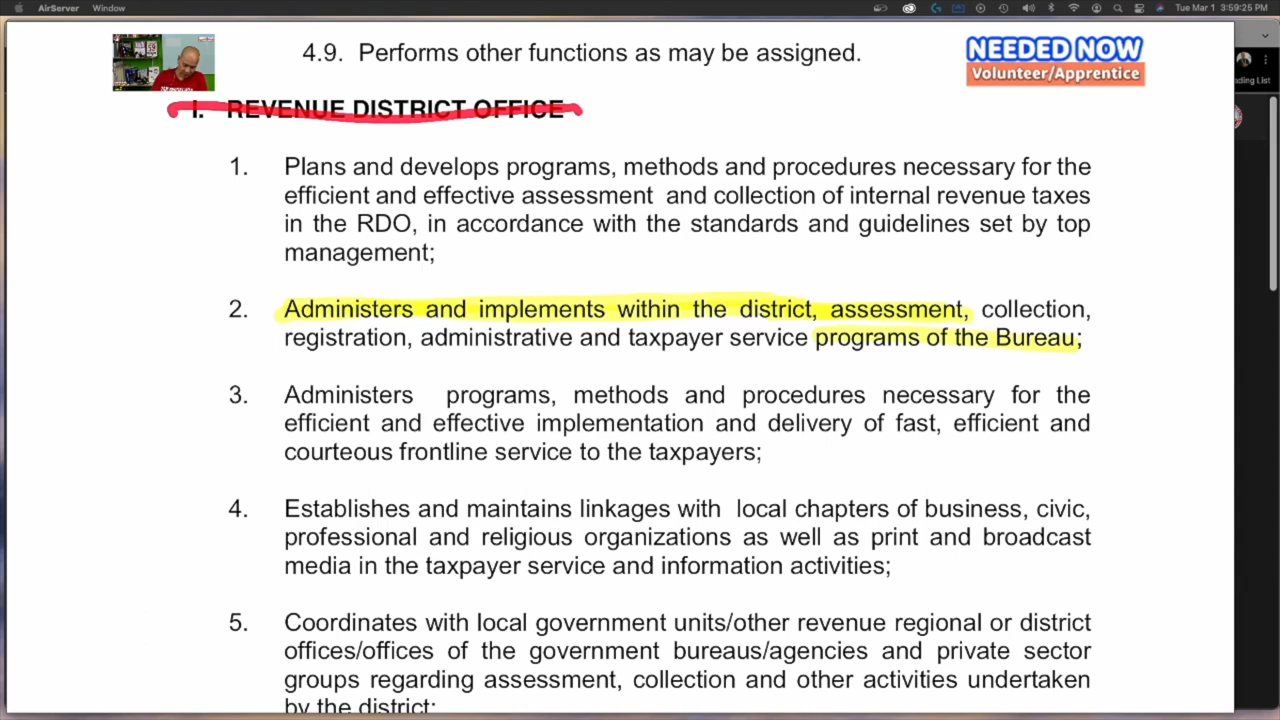 AirServer Window
Tue Mar 1 3:59:25 PM
4.9. Performs other functions as may be assigned.
NEEDED NOW
Volunteer/Apprentice
ding List
I. REVENUE DISTRICT OFFICE
1. Plans and develops programs, methods and procedures necessary for the
efficient and effective assessment and collection of internal revenue taxes
in the RDO, in accordance with the standards and guidelines set by top
management;
2. Administers and implements within the district, assessment, collection,
registration, administrative and taxpayer service programs of the Bureau;
3. Administers programs, methods and procedures necessary for the
efficient and effective implementation and delivery of fast, efficient and
courteous frontline service to the taxpayers;
4. Establishes and maintains linkages with local chapters of business, civic,
professional and religious organizations as well as print and broadcast
media in the taxpayer service and information activities;
5. Coordinates with local government units/other revenue regional or district
offices/offices of the government bureaus/agencies and private sector
groups regarding assessment, collection and other activities undertaken
by the district;